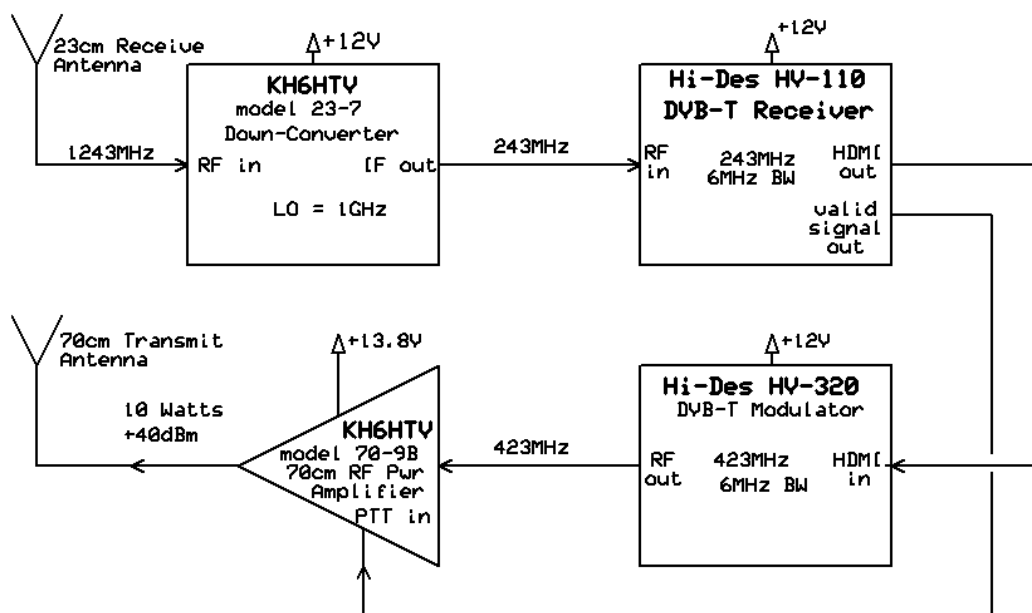 23cm Receive
Antenna
1243MHz
+12V
KH6HTV
model 23-7
Down-Converter
RF in
IF out
LO = 1GHz
243MHz
+12V
Hi-Des HV-110
DVB-T Receiver
RF
in
243MHz
6MHz BW
HDMI
out
valid
signal
out
70cm Transmit
Antenna
10 Watts
+40dBm
+13.8V
KH6HTV
model 70-9B
70cm RF Pwr
Amplifier
PTT in
423MHz
+12V
Hi-Des HV-320
DVB-T Modulator
RF
out
423MHz
6MHz BW
HDMI
in